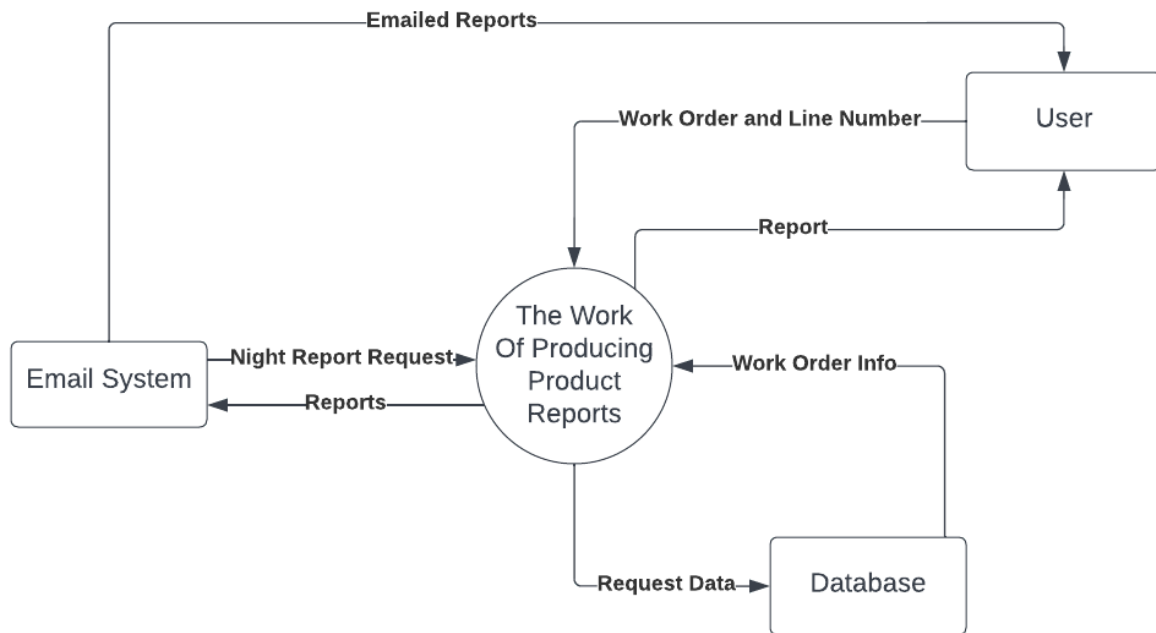 Emailed Reports
User
Work Order and Line Number
Report
The Work
Of Producing
Product
Reports
Night Report Request
Email System
Reports
Work Order Info
Request Data
Database